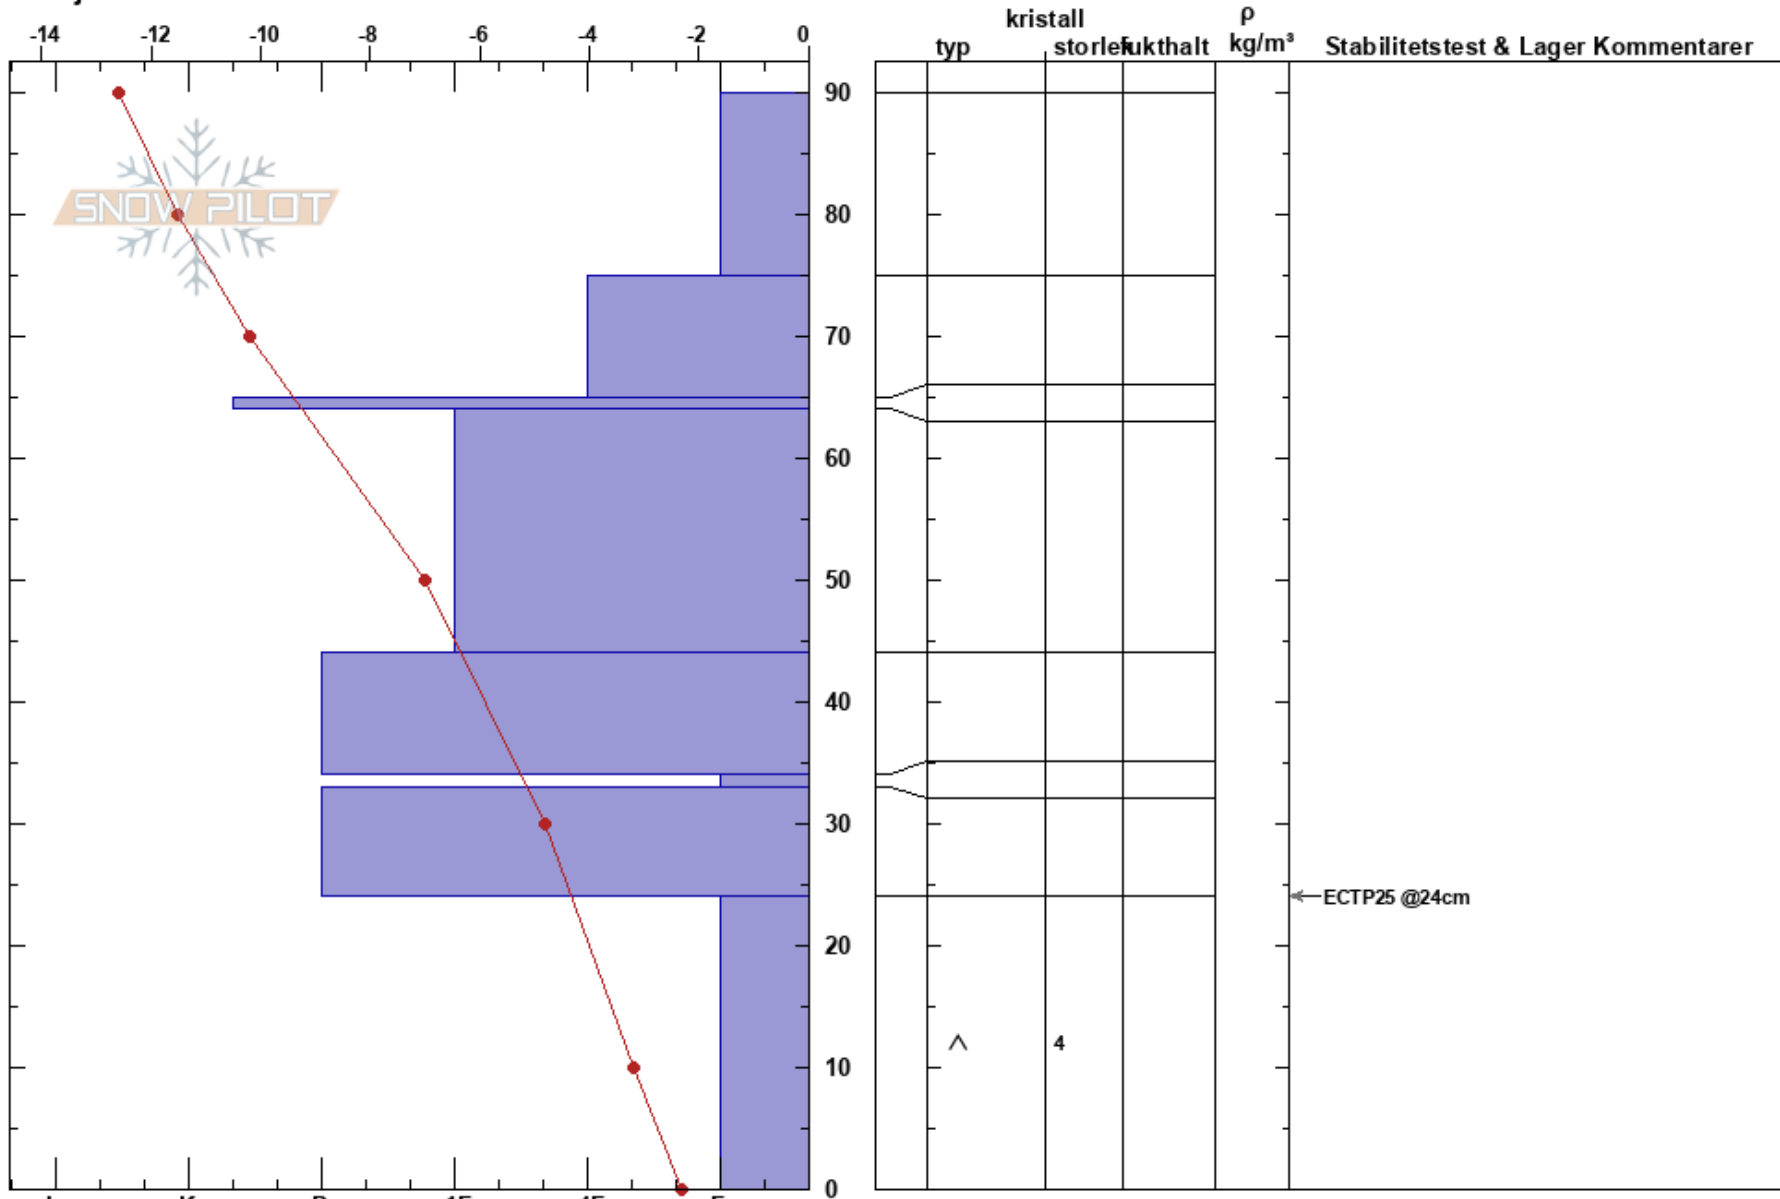 kristall ρ
-14 -12 -10 -8 -6 -4 -2 0 typ storlek fukthalt kg/m³ Stabilitetstest & Lager Kommentarer
90
SNOW PILOT
80
70
60
50
40
30
ECTP25 @24cm
20
4
10
0